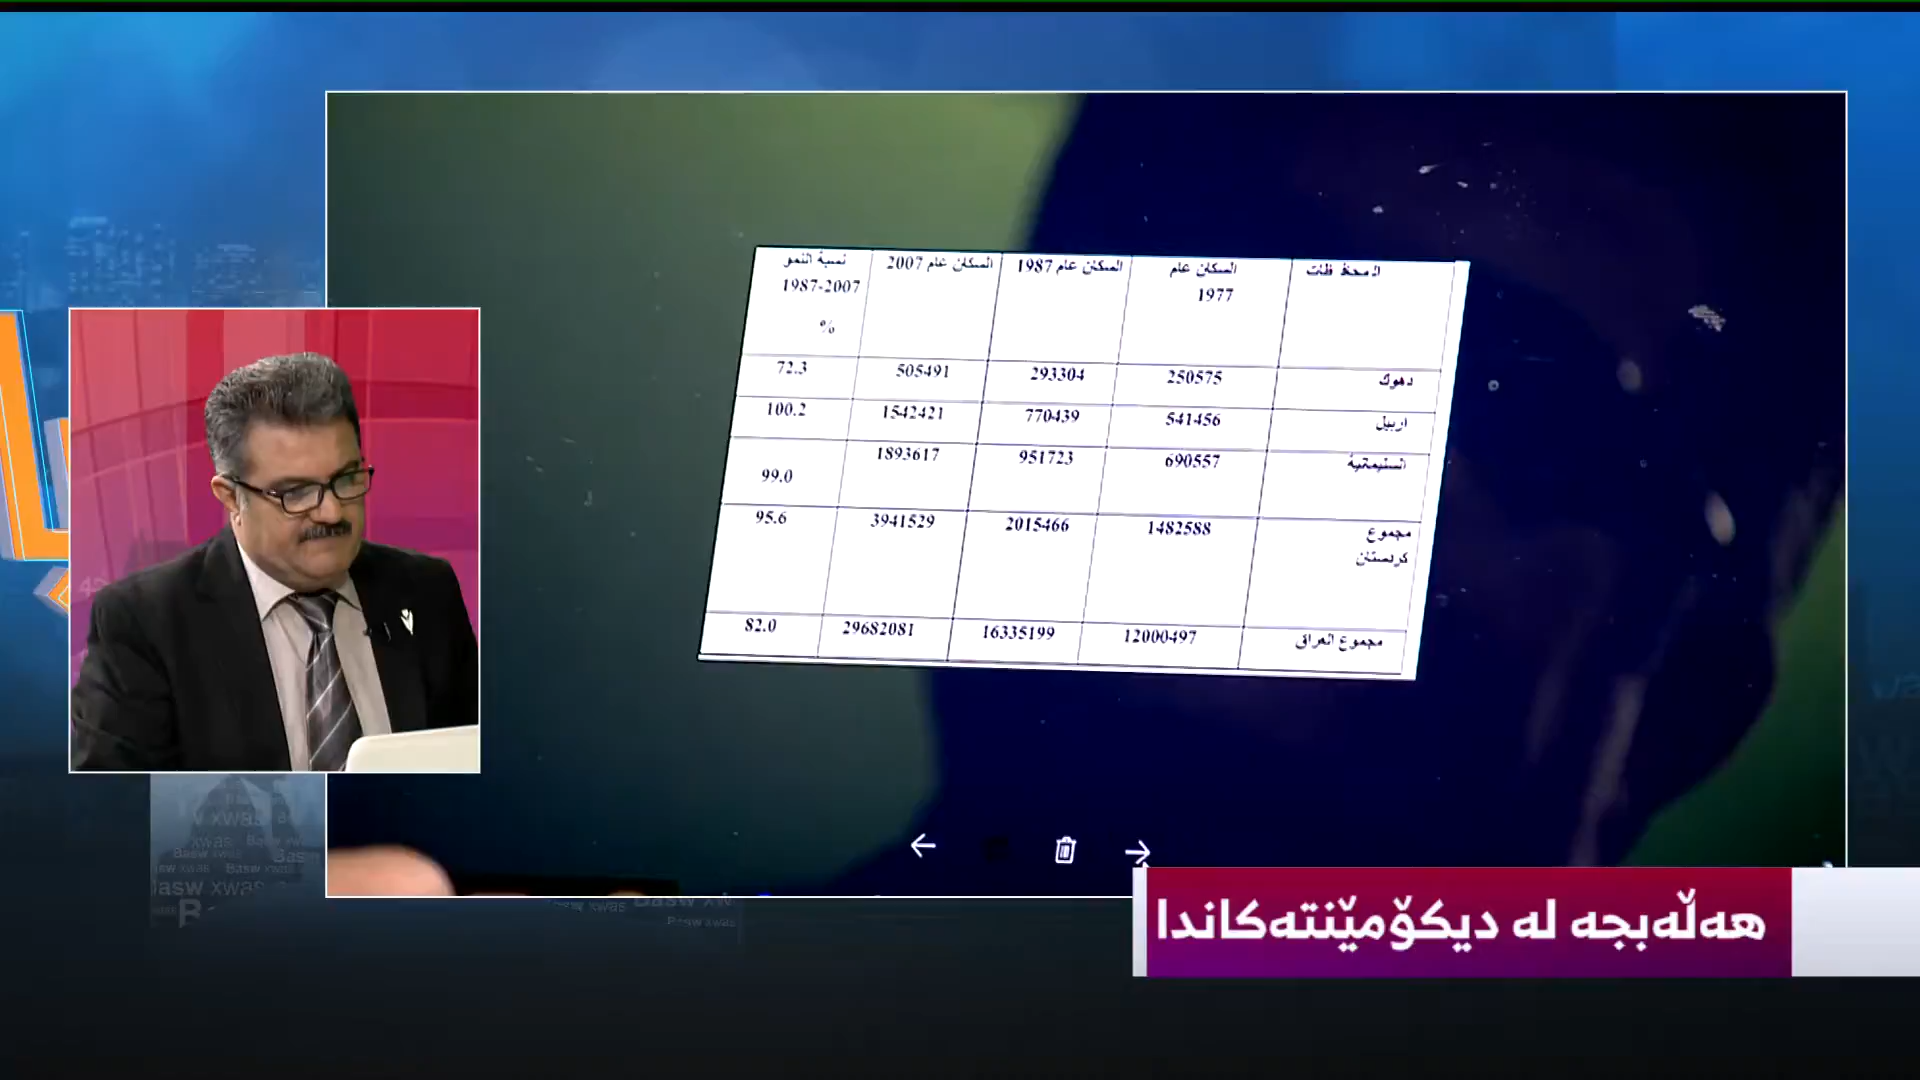 المحافظات السكان عام 1977 السكان عام 1987 السكان عام 2007 نسبة النمو 1987-2007 %
دهوك 250575 293304 505491 72.3
اربيل 541456 770439 1542421 100.2
السليمانية 690557 951723 1893617 99.0
مجموع كردستان 1482588 2015466 3941529 95.6
مجموع العراق 12000497 16335199 29682081 82.0
هەڵەبجە لە دیکۆمێنتەکاندا
Basw xwas